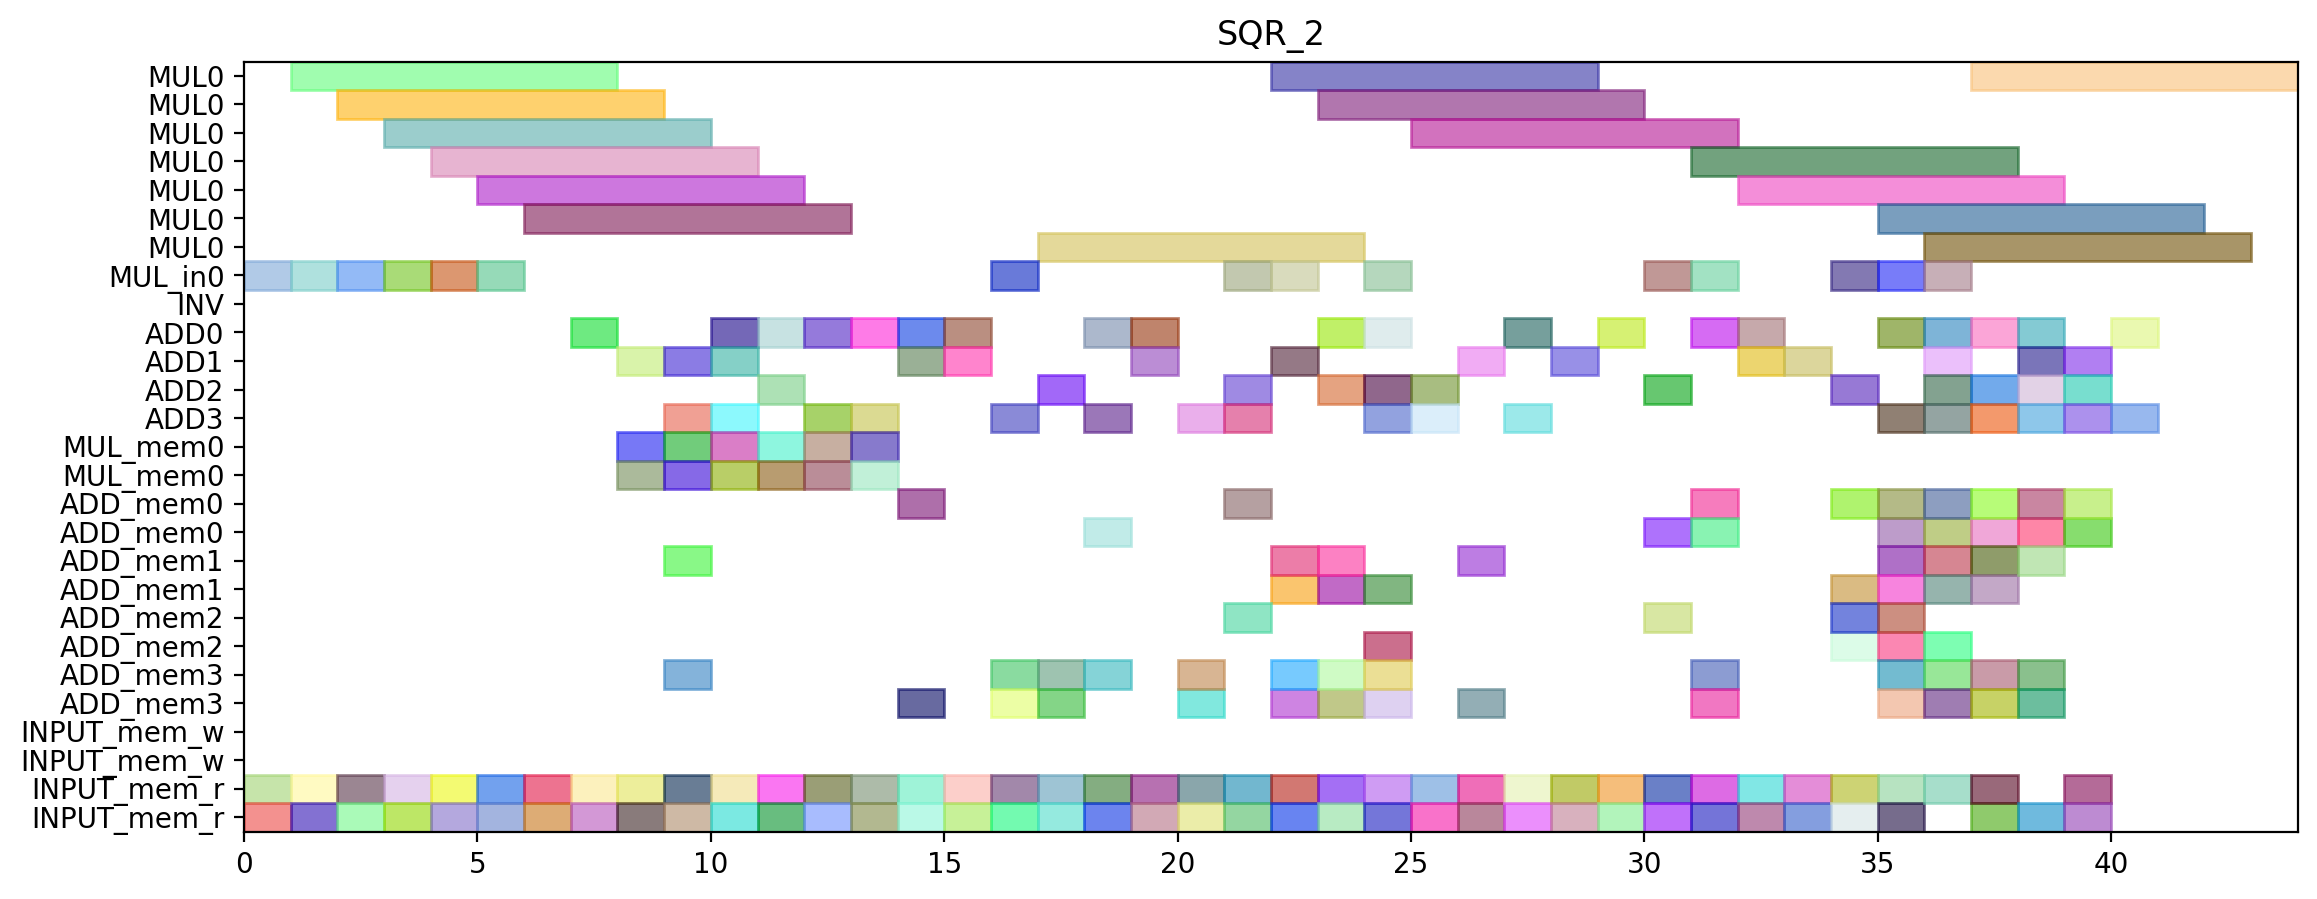 SQR_2
MUL0
MUL0
MUL0
MUL0
MUL0
MUL0
MUL0
MUL_in0
INV
ADD0
ADD1
ADD2
ADD3
MUL_mem0
MUL_mem0
ADD_mem0
ADD_mem0
ADD_mem1
ADD_mem1
ADD_mem2
ADD_mem2
ADD_mem3
ADD_mem3
INPUT_mem_w
INPUT_mem_w
INPUT_mem_r
INPUT_mem_r
0 5 10 15 20 25 30 35 40